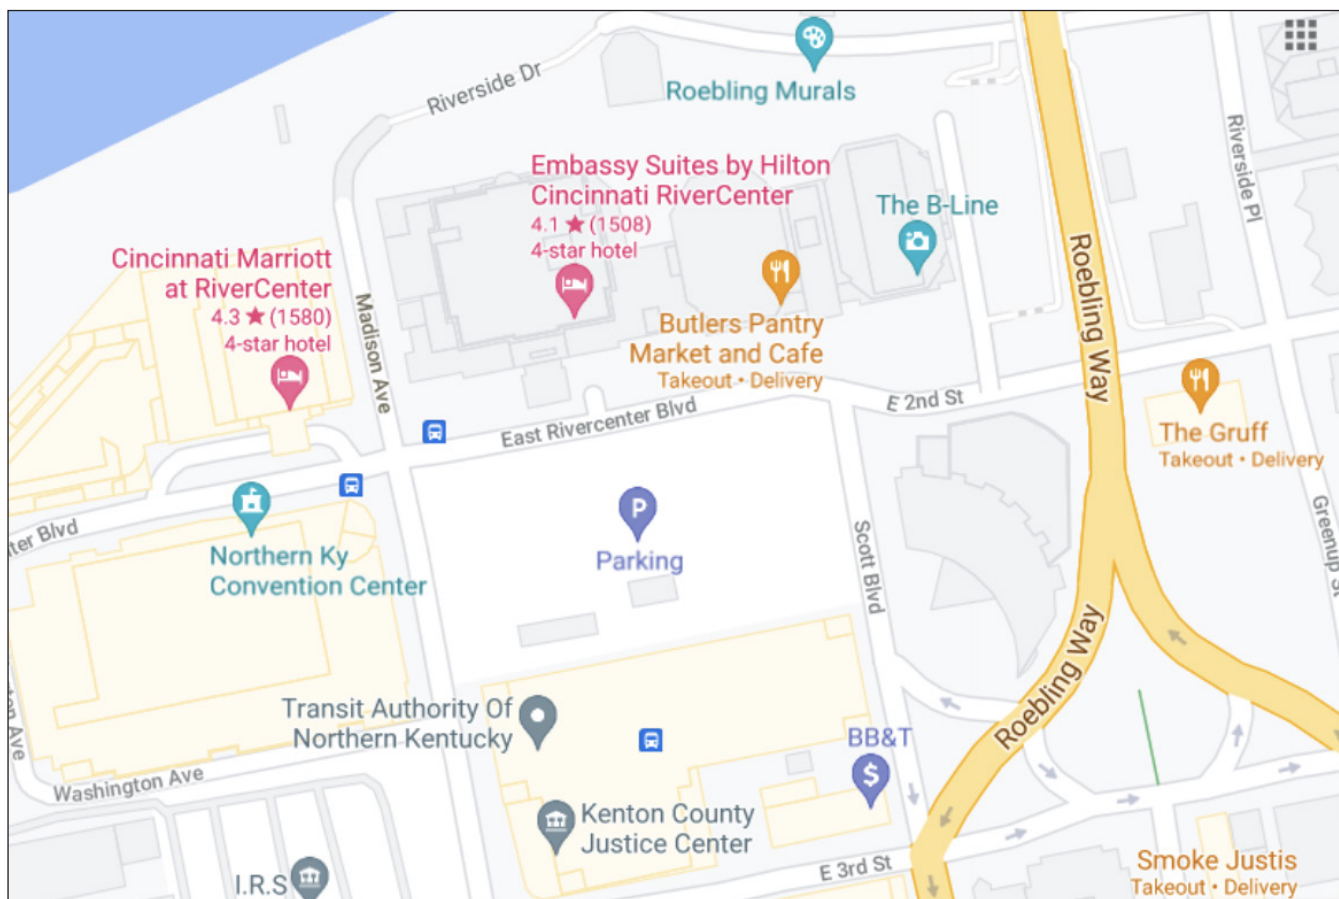 Riverside Dr
Roebling Murals
Riverside Pl
Embassy Suites by Hilton
Cincinnati RiverCenter
4.1 ★ (1508)
4-star hotel
The B-Line
Cincinnati Marriott
at RiverCenter
4.3 ★ (1580)
4-star hotel
Madison Ave
Roebling Way
Butlers Pantry
Market and Cafe
Takeout • Delivery
East Rivercenter Blvd
E 2nd St
The Gruff
Takeout • Delivery
P
Parking
Scott Blvd
Greenup St
ter Blvd
Northern Ky
Convention Center
Roebling Way
Transit Authority Of
Northern Kentucky
BB&T
$
ton Ave
Washington Ave
Kenton County
Justice Center
E 3rd St
I.R.S
Smoke Justis
Takeout • Delivery